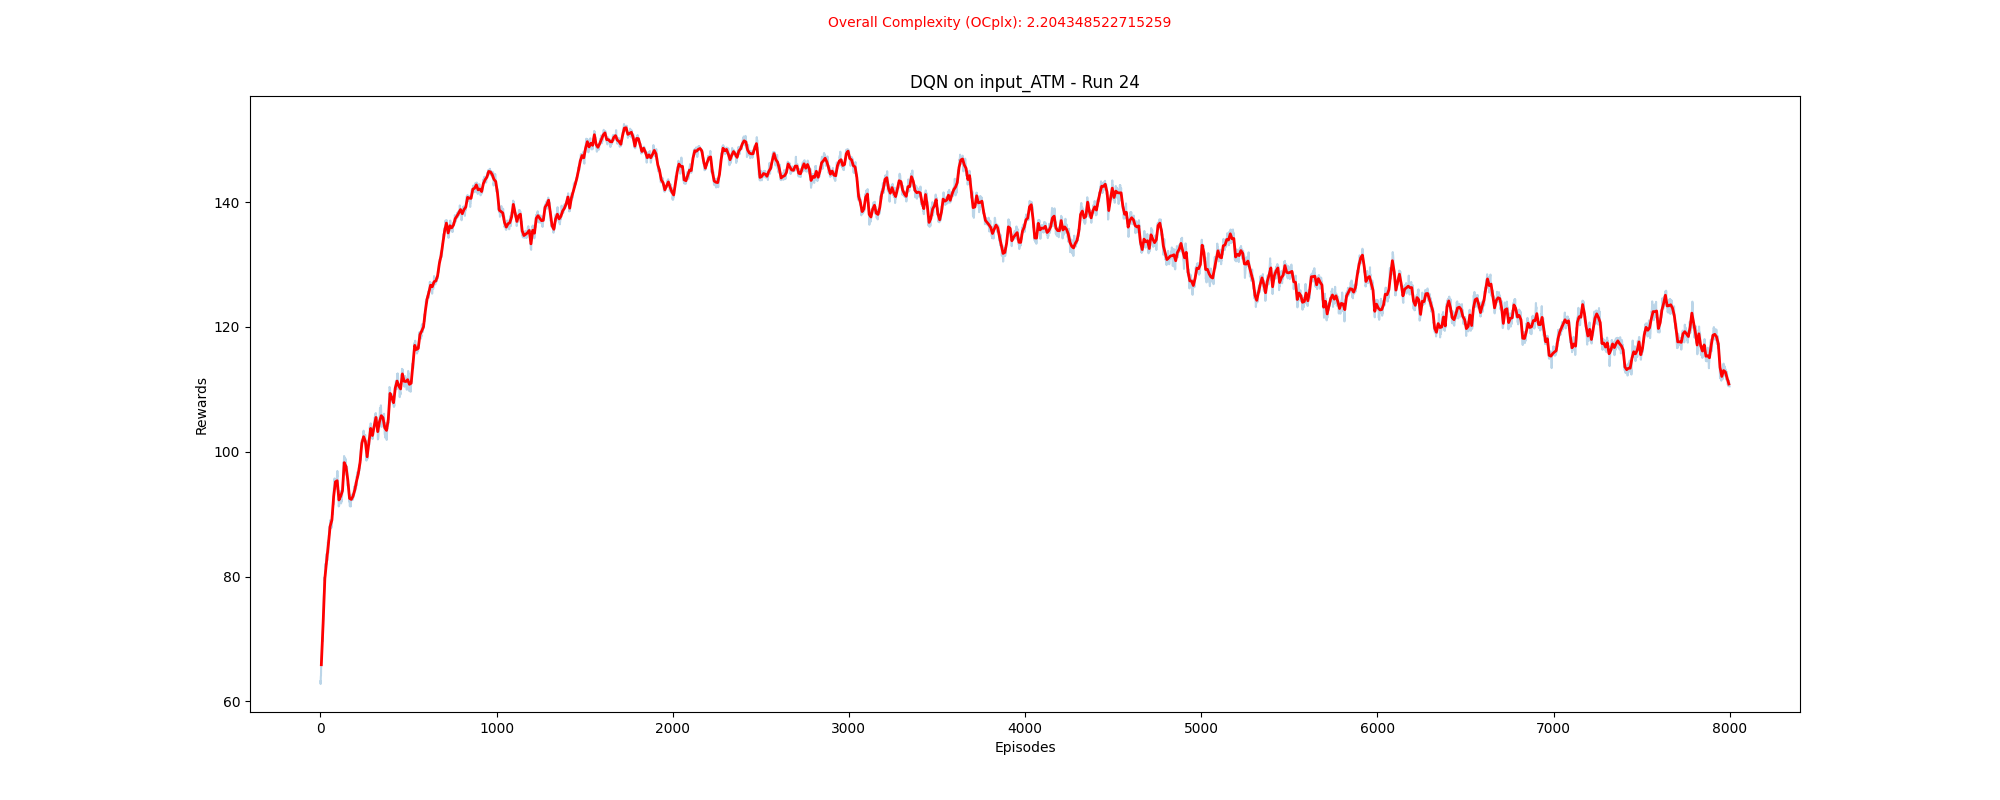 Overall Complexity (OCplx): 2.204348522715259
DQN on input_ATM - Run 24
140
120
100
80
60
Rewards
0 1000 2000 3000 4000 5000 6000 7000 8000
Episodes